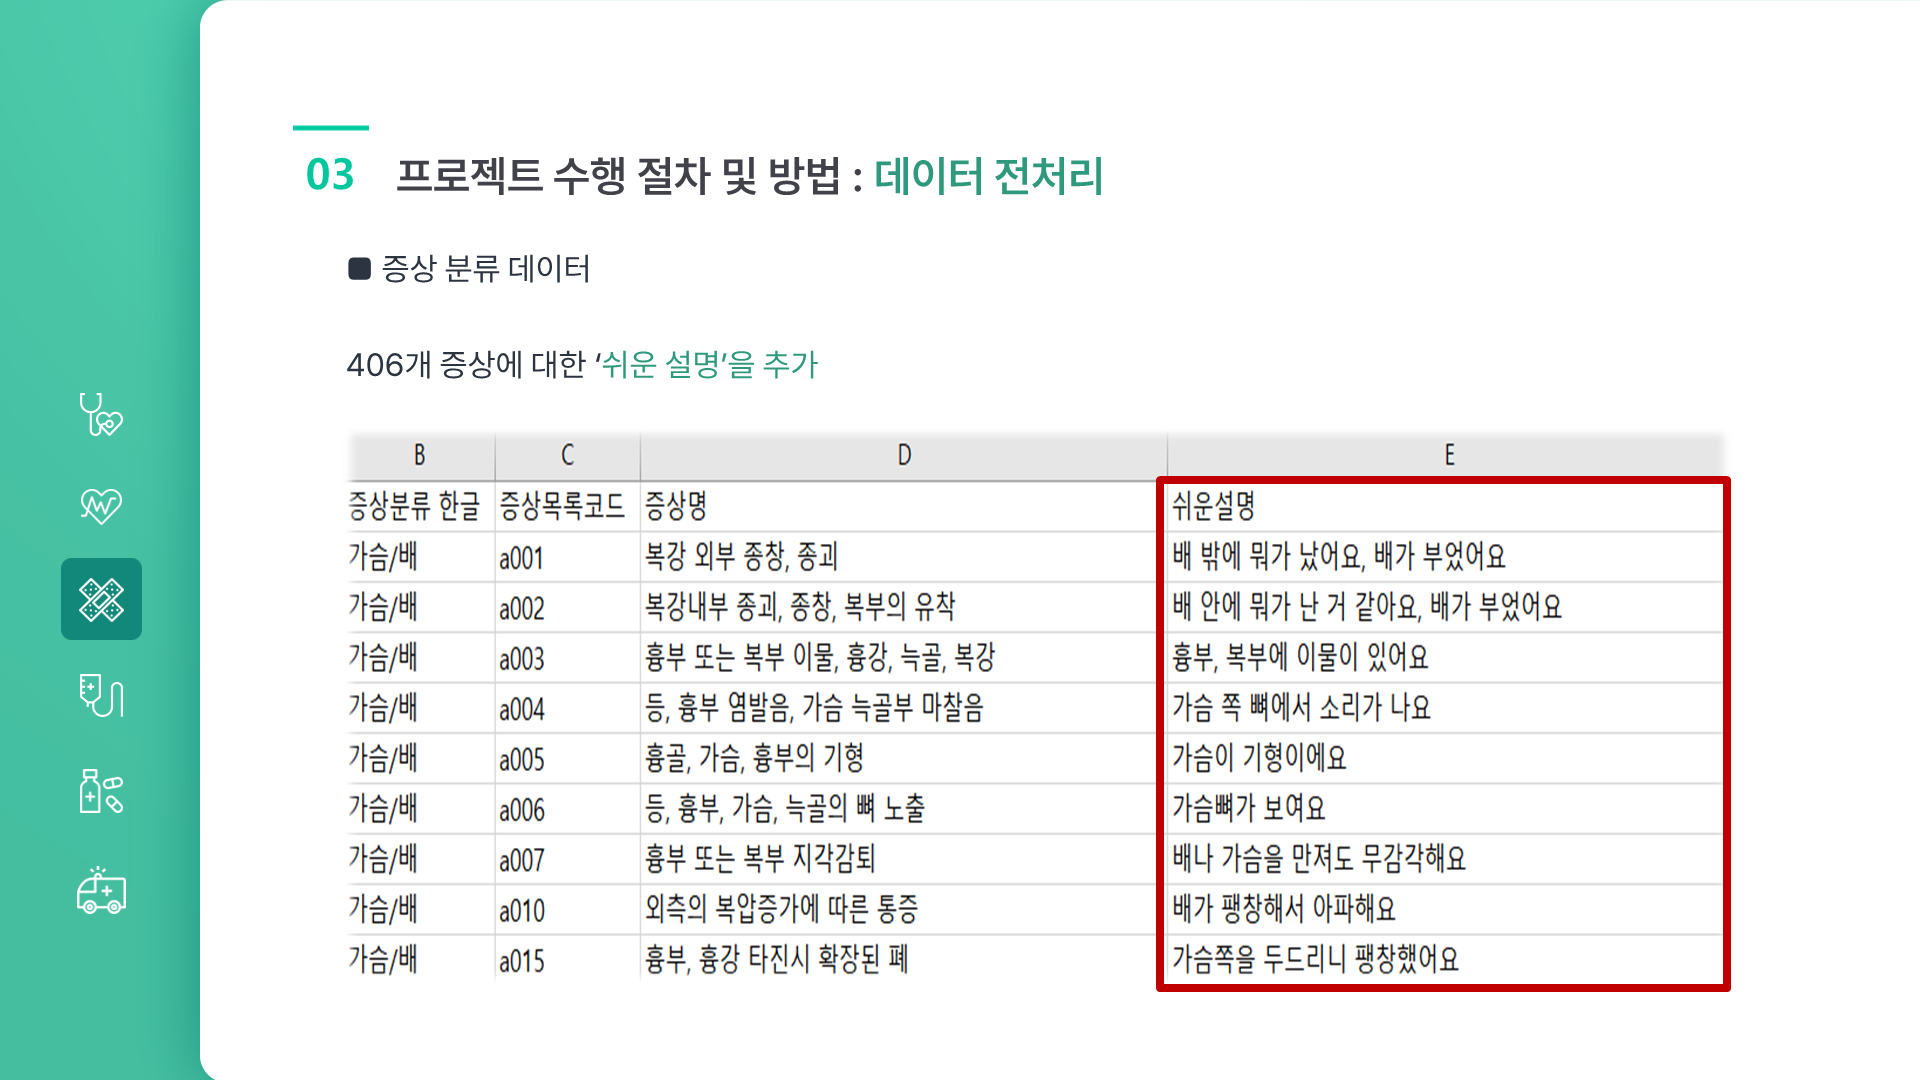 03 프로젝트 수행 절차 및 방법 : 데이터 전처리
■ 증상 분류 데이터
406개 증상에 대한 ‘쉬운 설명’을 추가
B C D E
증상분류 한글 증상목록코드 증상명 쉬운설명
가슴/배 a001 복강 외부 종창, 종괴 배 밖에 뭐가 났어요, 배가 부었어요
가슴/배 a002 복강내부 종괴, 종창, 복부의 유착 배 안에 뭐가 난 거 같아요, 배가 부었어요
가슴/배 a003 흉부 또는 복부 이물, 흉강, 늑골, 복강 흉부, 복부에 이물이 있어요
가슴/배 a004 등, 흉부 염발음, 가슴 늑골부 마찰음 가슴 쪽 뼈에서 소리가 나요
가슴/배 a005 흉골, 가슴, 흉부의 기형 가슴이 기형이에요
가슴/배 a006 등, 흉부, 가슴, 늑골의 뼈 노출 가슴뼈가 보여요
가슴/배 a007 흉부 또는 복부 지각감퇴 배나 가슴을 만져도 무감각해요
가슴/배 a010 외측의 복압증가에 따른 통증 배가 팽창해서 아파해요
가슴/배 a015 흉부, 흉강 타진시 확장된 폐 가슴쪽을 두드리니 팽창했어요